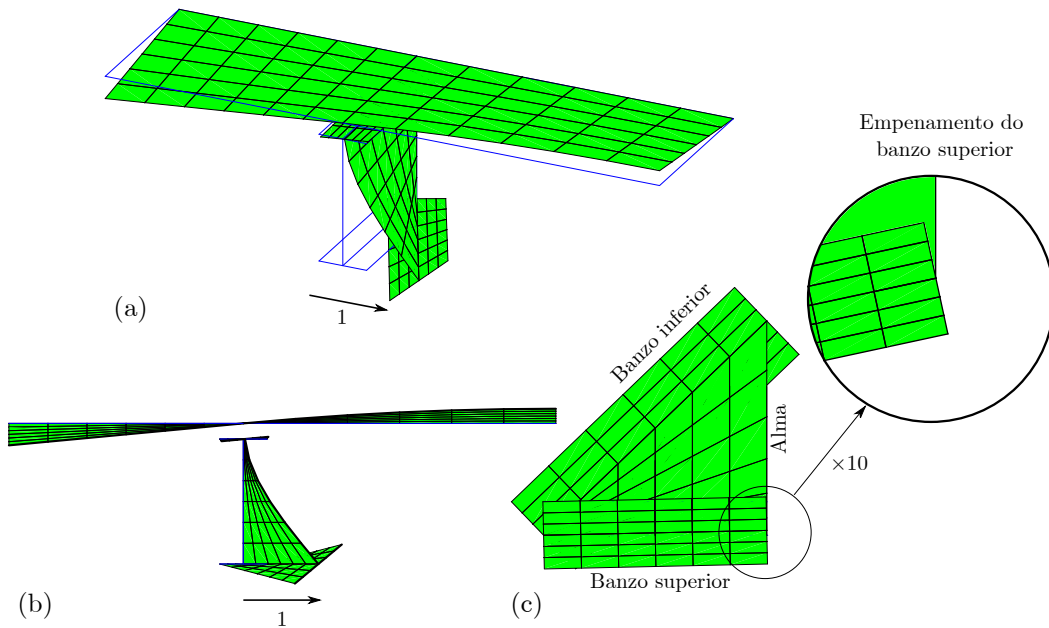 Empenamento do
banzo superior
(a)
1
Banzo inferior
Alma
×10
(b)
1
(c)
Banzo superior